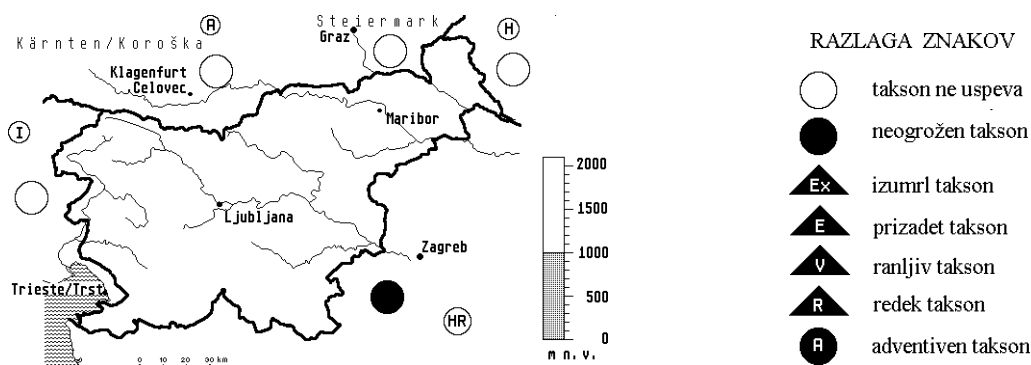 A
Steiermark
H
Graz
Kärnten/Koroška
Klagenfurt
Celovec
Maribor
I
Ljubljana
Zagreb
Trieste/Trst
HR
0 10 20 30 km
2000
1500
1000
500
0
m n. v.
RAZLAGA ZNAKOV
takson ne uspeva
neogrožen takson
Ex izumrl takson
E prizadet takson
V ranljiv takson
R redek takson
A adventiven takson